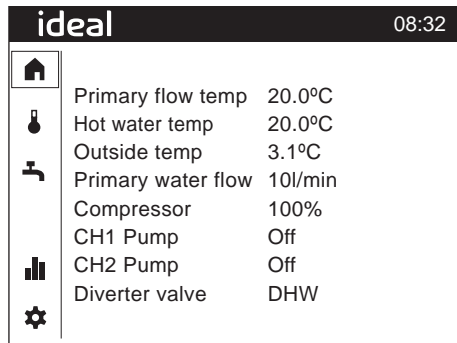 ideal 08:32
Primary flow temp 20.0ºC
Hot water temp 20.0ºC
Outside temp 3.1ºC
Primary water flow 10l/min
Compressor 100%
CH1 Pump Off
CH2 Pump Off
Diverter valve DHW